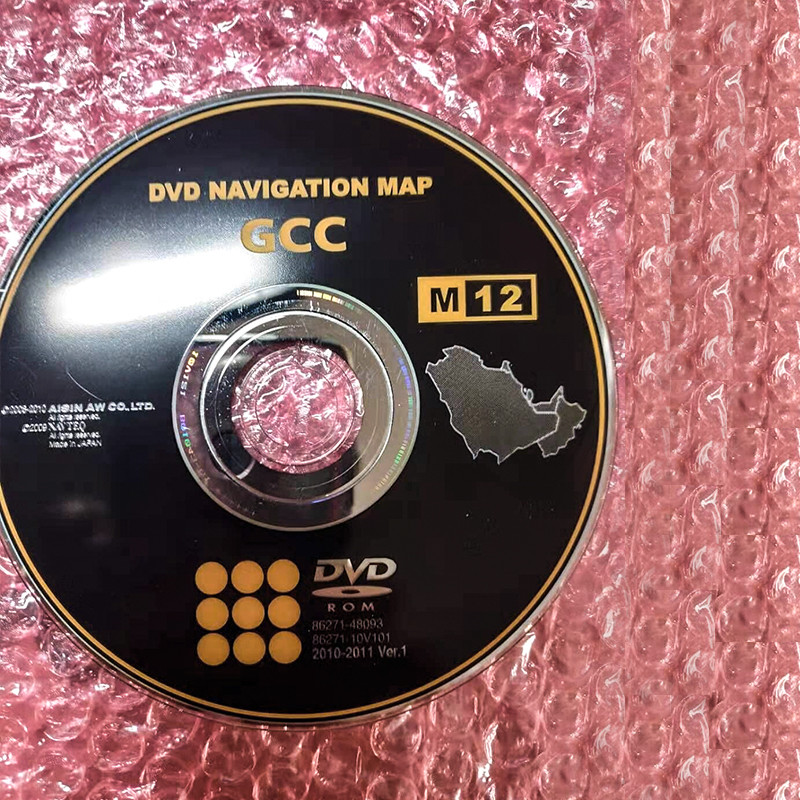 DVD NAVIGATION MAP
GCC
M 12
©2009-2010 AISIN AW CO.,LTD.
All rights reserved.
©2009 NAVTEQ
All rights reserved.
Made in JAPAN
DVD
ROM
86271-48093
86271-10V101
2010-2011 Ver.1